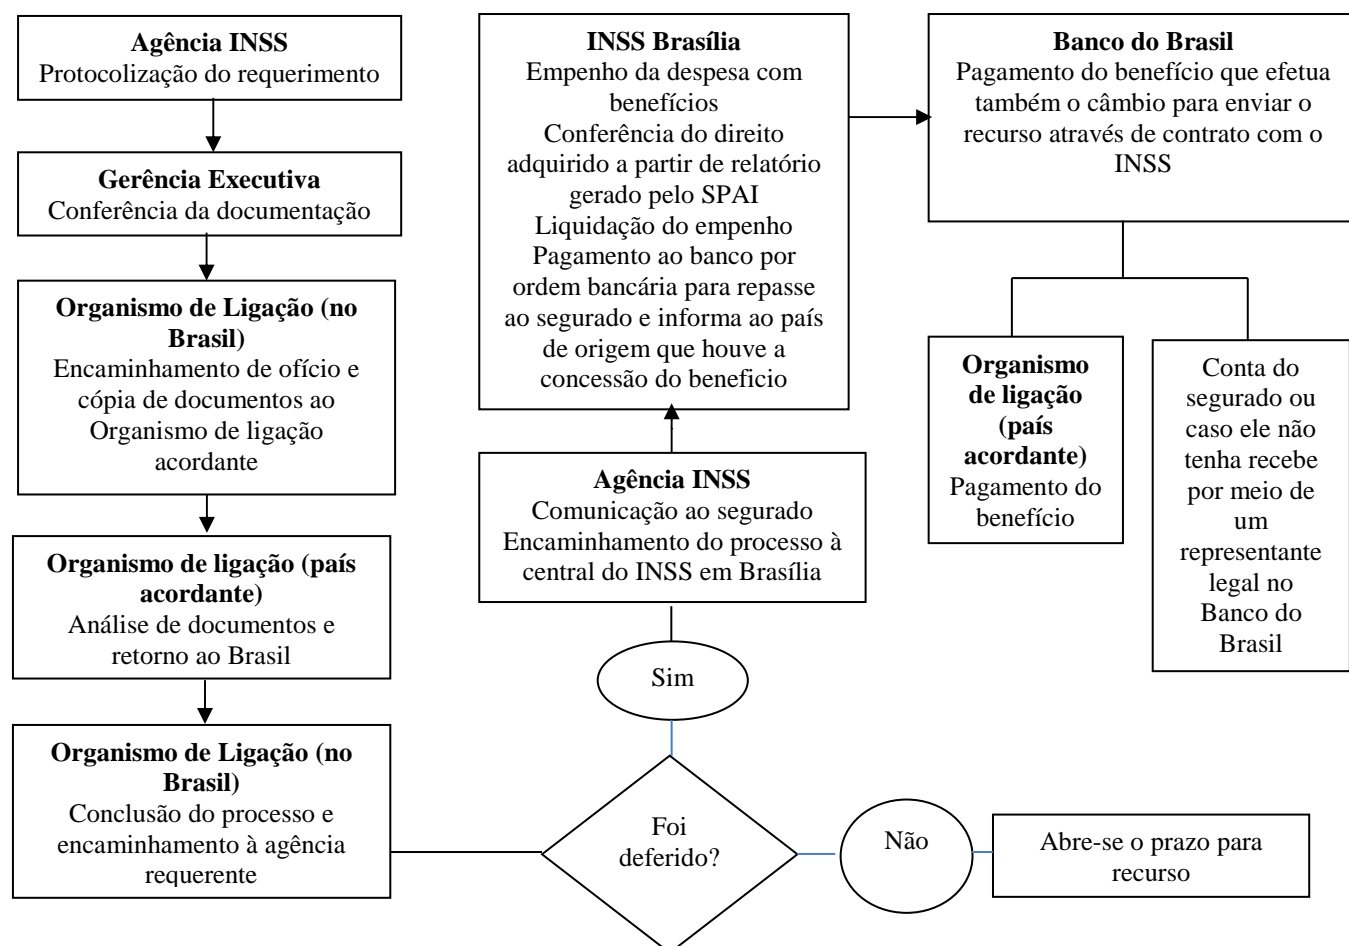 Agência INSS
Protocolização do requerimento
Gerência Executiva
Conferência da documentação
Organismo de Ligação (no
Brasil)
Encaminhamento de ofício e
cópia de documentos ao
Organismo de ligação
acordante
Organismo de ligação (país
acordante)
Análise de documentos e
retorno ao Brasil
Organismo de Ligação (no
Brasil)
Conclusão do processo e
encaminhamento à agência
requerente
Foi
deferido?
Sim
Não
Abre-se o prazo para
recurso
Agência INSS
Comunicação ao segurado
Encaminhamento do processo à
central do INSS em Brasília
INSS Brasília
Empenho da despesa com
benefícios
Conferência do direito
adquirido a partir de relatório
gerado pelo SPAI
Liquidação do empenho
Pagamento ao banco por
ordem bancária para repasse
ao segurado e informa ao país
de origem que houve a
concessão do beneficio
Banco do Brasil
Pagamento do benefício que efetua
também o câmbio para enviar o
recurso através de contrato com o
INSS
Organismo
de ligação
(país
acordante)
Pagamento do
benefício
Conta do
segurado ou
caso ele não
tenha recebe
por meio de
um
representante
legal no
Banco do
Brasil